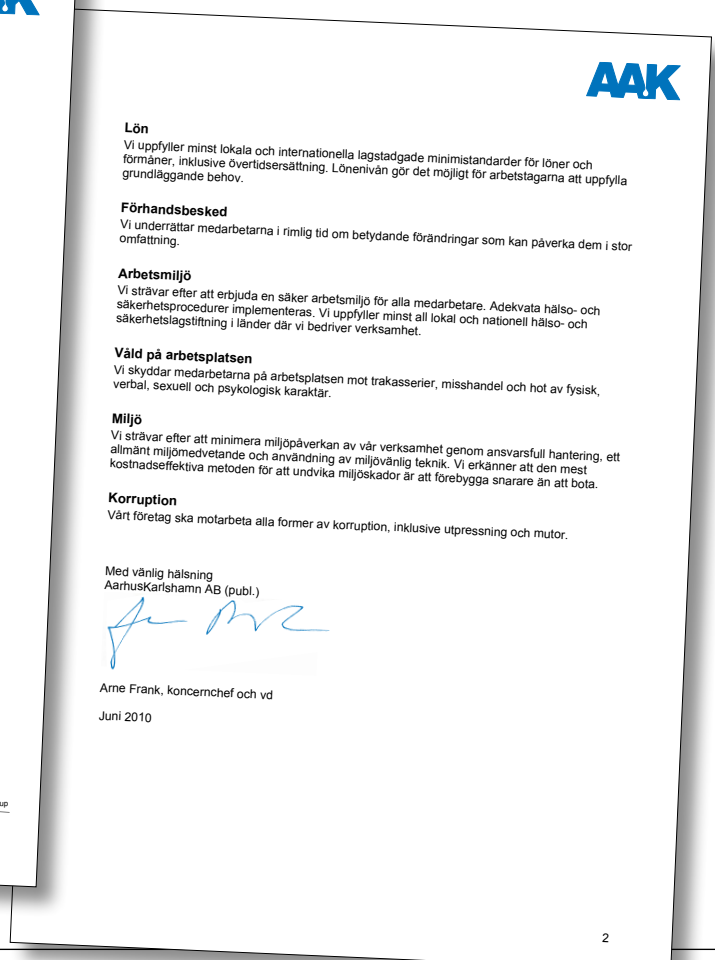 AAK
Lön
Vi uppfyller minst lokala och internationella lagstadgade minimistandarder för löner och
förmåner, inklusive övertidsersättning. Lönenivån gör det möjligt för arbetstagarna att uppfylla
grundläggande behov.
Förhandsbesked
Vi underrättar medarbetarna i rimlig tid om betydande förändringar som kan påverka dem i stor
omfattning.
Arbetsmiljö
Vi strävar efter att erbjuda en säker arbetsmiljö för alla medarbetare. Adekvata hälso- och
säkerhetsprocedurer implementeras. Vi uppfyller minst all lokal och nationell hälso- och
säkerhetslagstiftning i länder där vi bedriver verksamhet.
Våld på arbetsplatsen
Vi skyddar medarbetarna på arbetsplatsen mot trakasserier, misshandel och hot av fysisk,
verbal, sexuell och psykologisk karaktär.
Miljö
Vi strävar efter att minimera miljöpåverkan av vår verksamhet genom ansvarsfull hantering, ett
allmänt miljömedvetande och användning av miljövänlig teknik. Vi erkänner att den mest
kostnadseffektiva metoden för att undvika miljöskador är att förebygga snarare än att bota.
Korruption
Vårt företag ska motarbeta alla former av korruption, inklusive utpressning och mutor.
Med vänlig hälsning
AarhusKarlshamn AB (publ.)
Arne Frank, koncernchef och vd
Juni 2010
up
2